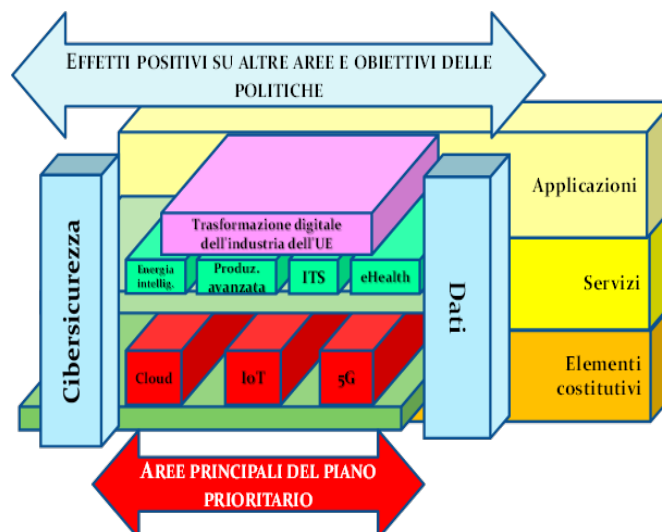 EFFETTI POSITIVI SU ALTRE AREE E OBIETTIVI DELLE
POLITICHE
Applicazioni
Trasformazione digitale
dell'industria dell'UE
Energia
intellig.
Produz.
avanzata
ITS
eHealth
Servizi
Cibersicurezza
Dati
Cloud
IoT
5G
Elementi
costitutivi
AREE PRINCIPALI DEL PIANO
PRIORITARIO